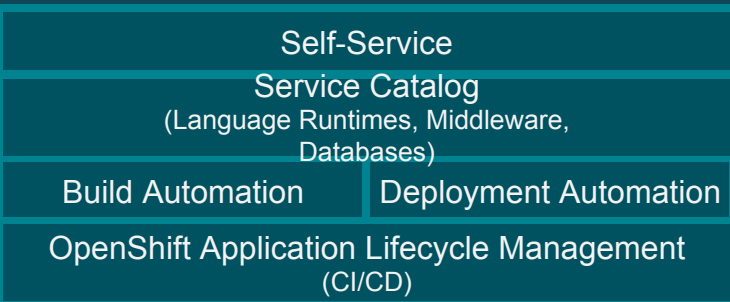 Self-Service
Service Catalog
(Language Runtimes, Middleware,
Databases)
Build Automation
Deployment Automation
OpenShift Application Lifecycle Management
(CI/CD)